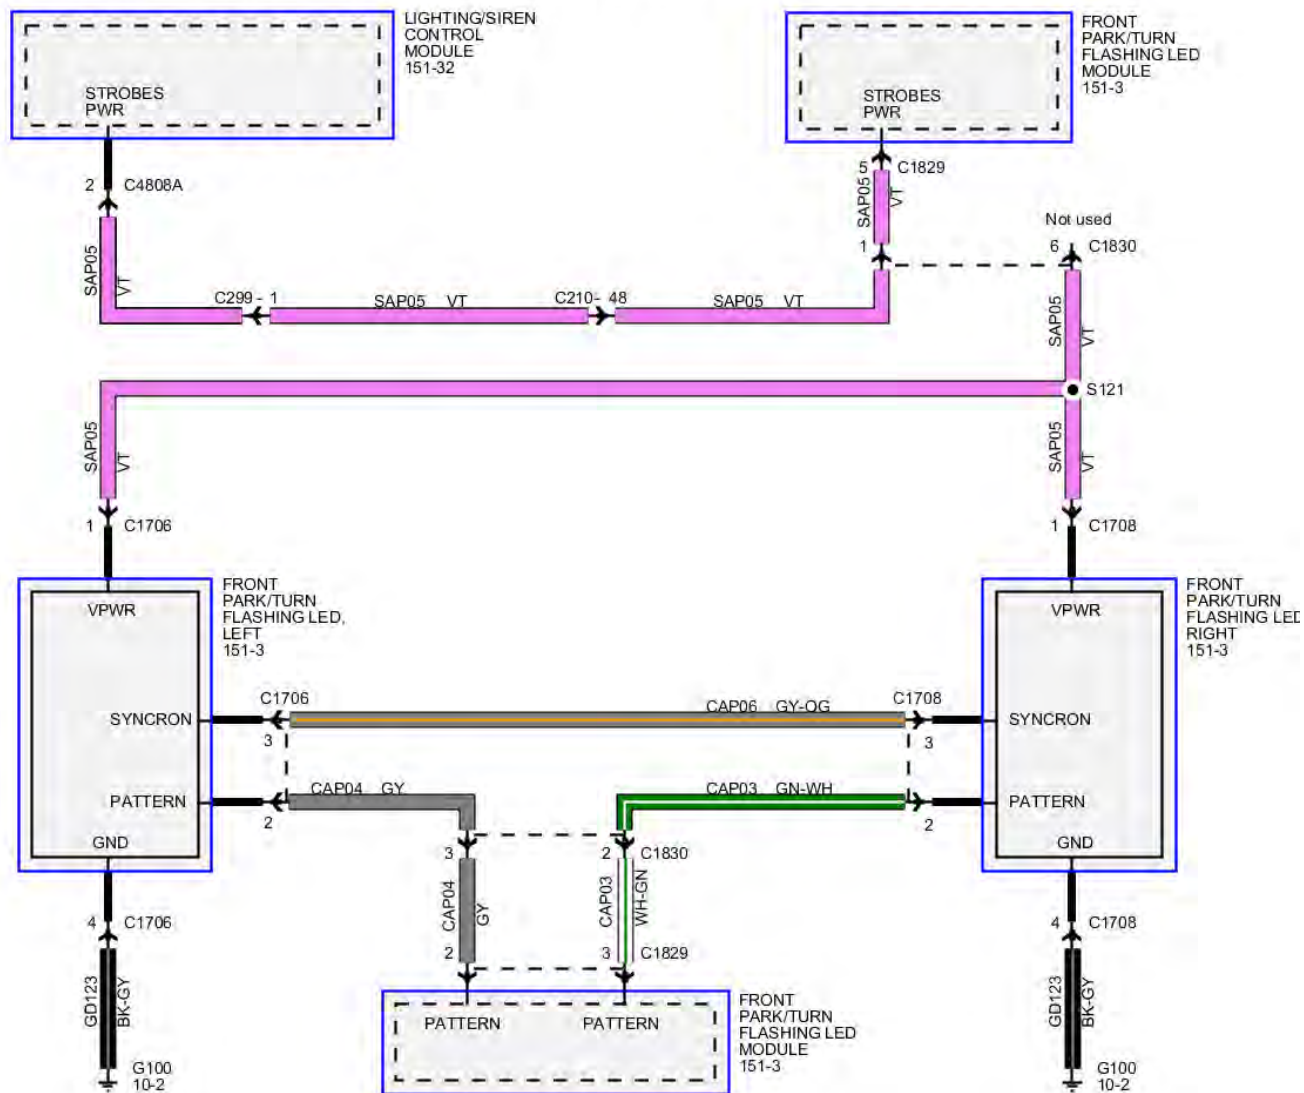 LIGHTING/SIREN
CONTROL
MODULE
151-32
STROBES
PWR
FRONT
PARK/TURN
FLASHING LED
MODULE
151-3
STROBES
PWR
2 C4808A
5 C1829
SAP05 VT
Not used
1
6 C1830
SAP05 VT
C299 - 1
SAP05 VT
C210- 48
SAP05 VT
SAP05 VT
S121
SAP05 VT
SAP05 VT
1 C1706
1 C1708
FRONT
PARK/TURN
FLASHING LED,
LEFT
151-3
VPWR
SYNCRON
PATTERN
GND
FRONT
PARK/TURN
FLASHING LED
RIGHT
151-3
VPWR
SYNCRON
PATTERN
GND
C1706
CAP06 GY-OG
C1708
3
3
CAP04 GY
CAP03 GN-WH
2
2
3
2 C1830
CAP04 GY
CAP03 WH-GN
2
3 C1829
4 C1706
4 C1708
GD123 BK-GY
GD123 BK-GY
G100
10-2
G100
10-2
PATTERN
PATTERN
FRONT
PARK/TURN
FLASHING LED
MODULE
151-3